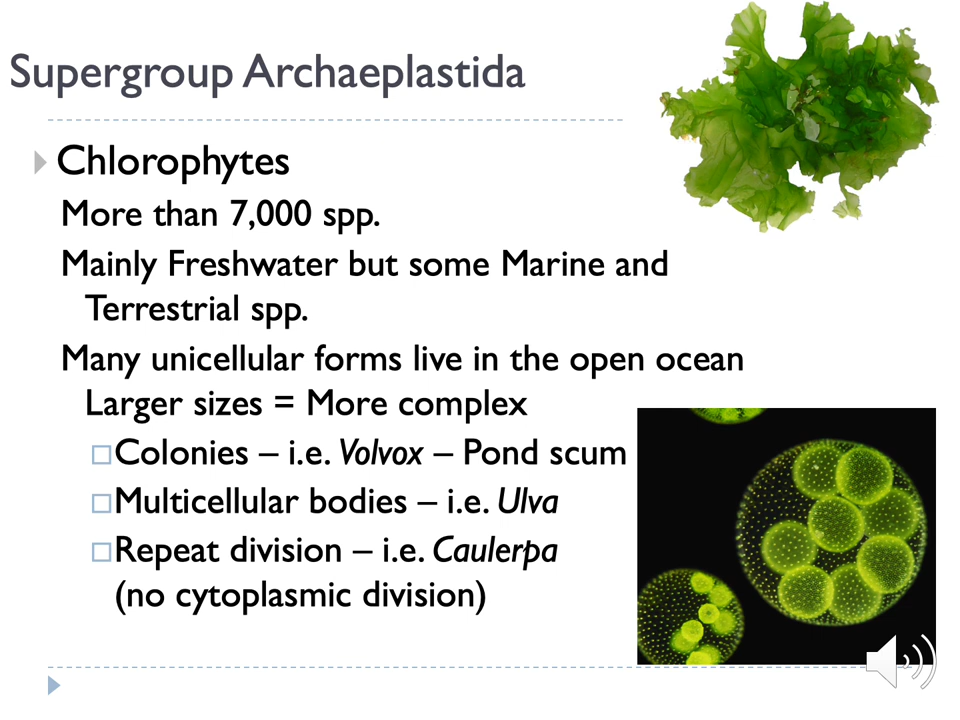 Supergroup Archaeplastida
Chlorophytes
More than 7,000 spp.
Mainly Freshwater but some Marine and
Terrestrial spp.
Many unicellular forms live in the open ocean
Larger sizes = More complex
Colonies – i.e. Volvox – Pond scum
Multicellular bodies – i.e. Ulva
Repeat division – i.e. Caulerpa
(no cytoplasmic division)